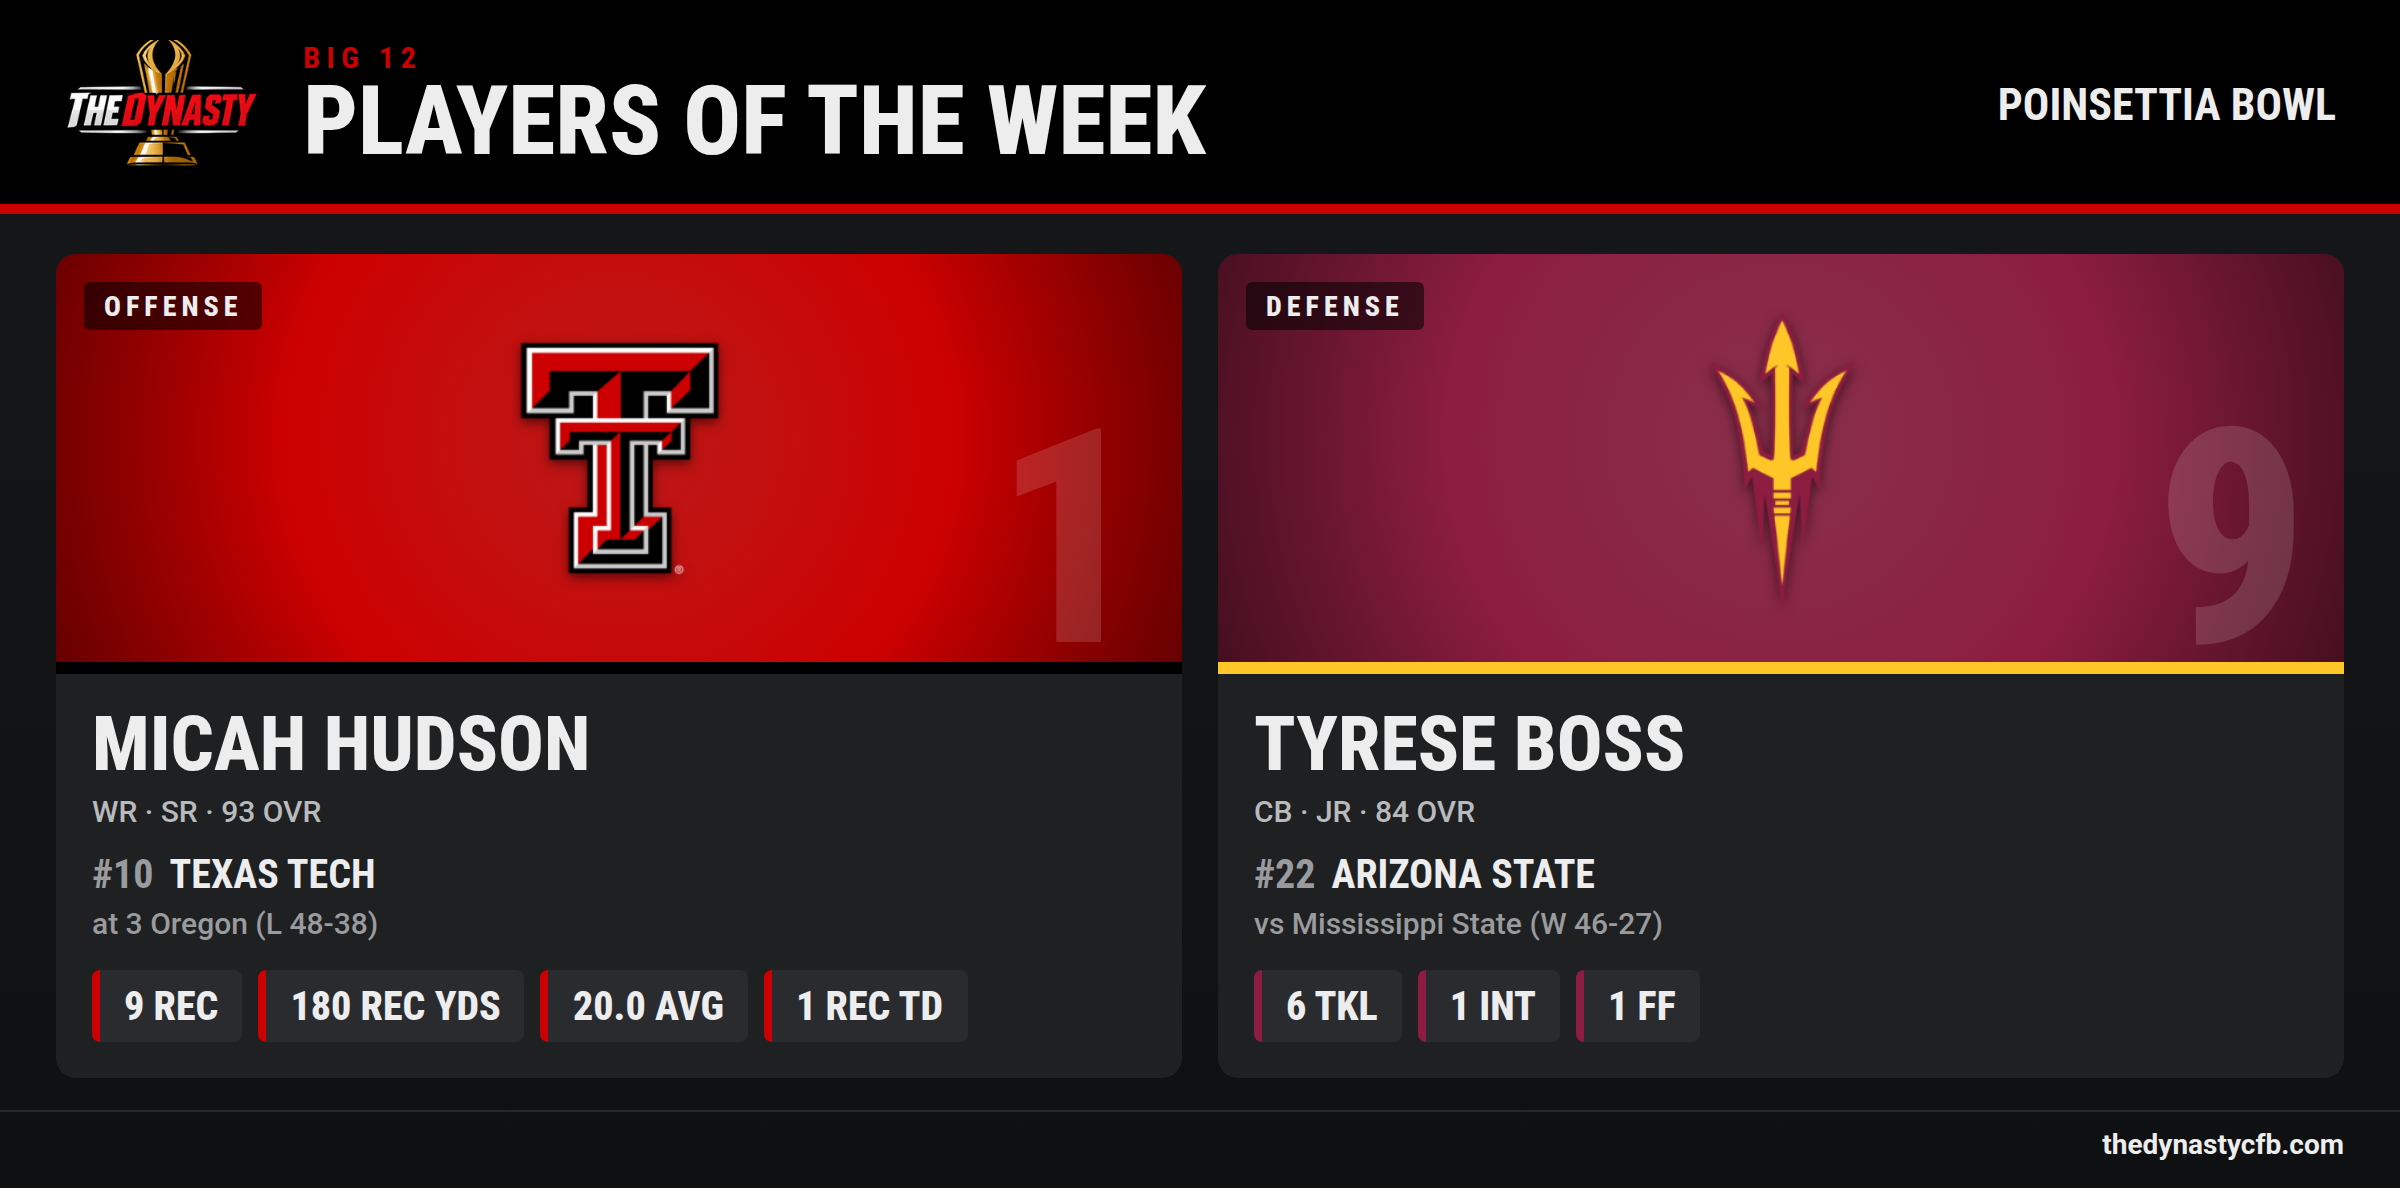 THE DYNASTY
BIG 12
PLAYERS OF THE WEEK
POINSETTIA BOWL
OFFENSE
1
MICAH HUDSON
WR · SR · 93 OVR
#10 TEXAS TECH
at 3 Oregon (L 48-38)
9 REC
180 REC YDS
20.0 AVG
1 REC TD
DEFENSE
9
TYRESE BOSS
CB · JR · 84 OVR
#22 ARIZONA STATE
vs Mississippi State (W 46-27)
6 TKL
1 INT
1 FF
thedynastycfb.com